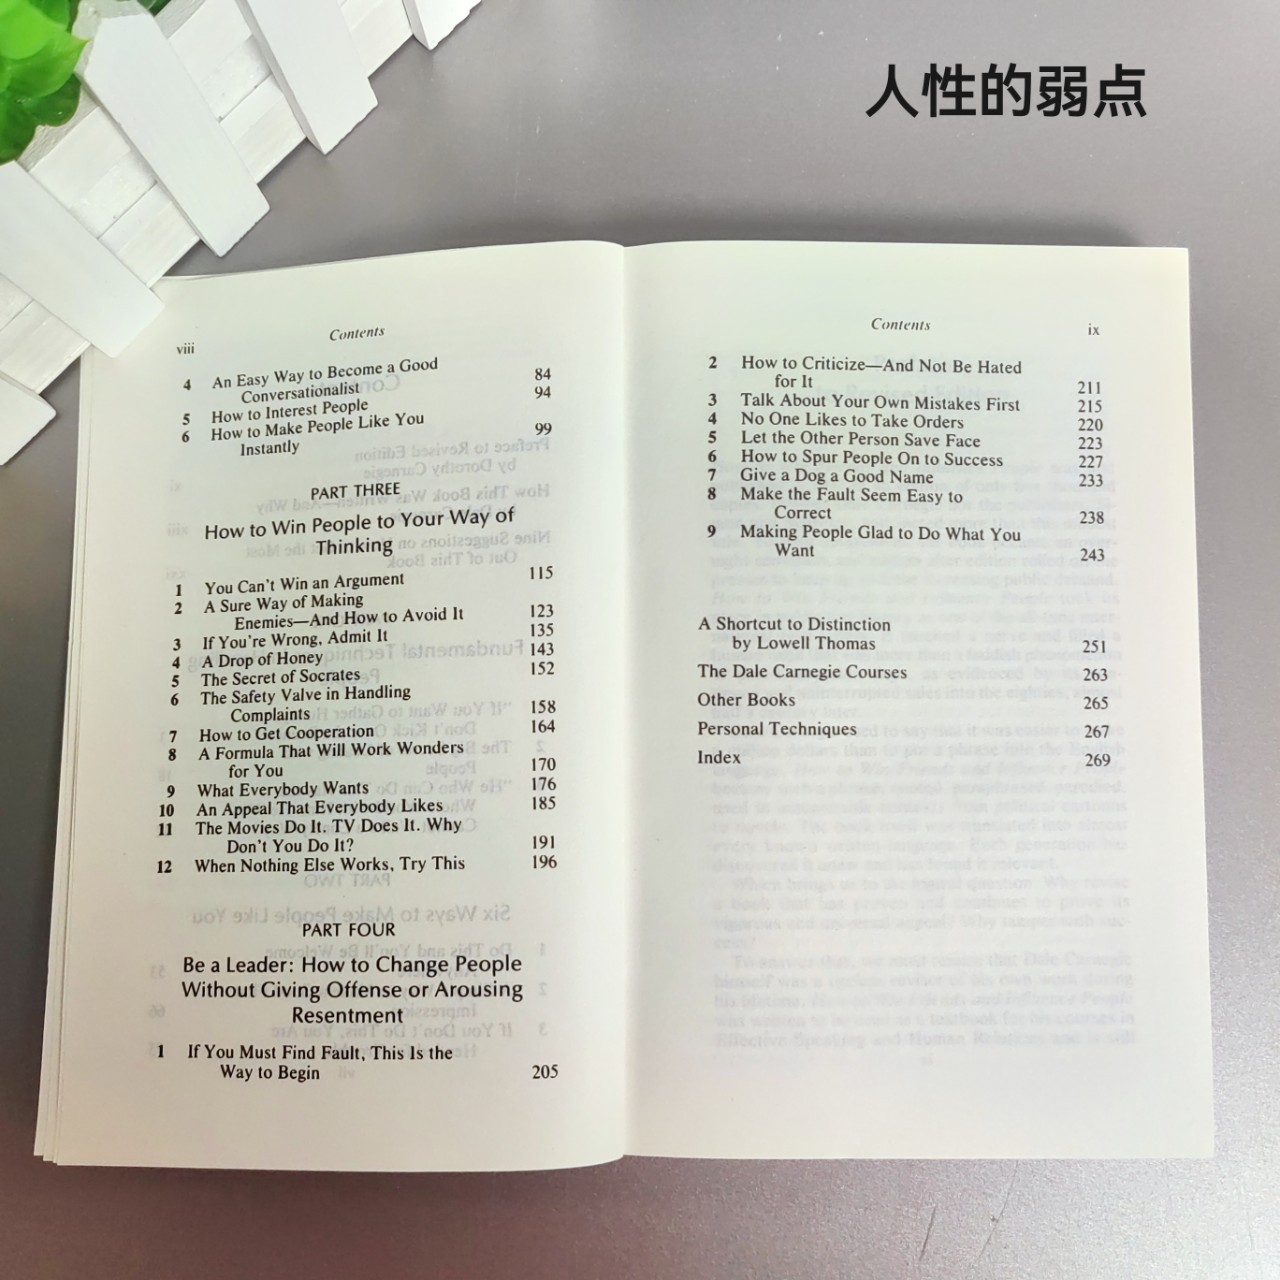 人性的弱点
viii
Contents
4 An Easy Way to Become a Good
Conversationalist 84
5 How to Interest People 94
6 How to Make People Like You
Instantly 99
PART THREE
How to Win People to Your Way of
Thinking
1 You Can't Win an Argument 115
2 A Sure Way of Making
Enemies—And How to Avoid It 123
3 If You're Wrong, Admit It 135
4 A Drop of Honey 143
5 The Secret of Socrates 152
6 The Safety Valve in Handling
Complaints 158
7 How to Get Cooperation 164
8 A Formula That Will Work Wonders
for You 170
9 What Everybody Wants 176
10 An Appeal That Everybody Likes 185
11 The Movies Do It. TV Does It. Why
Don't You Do It? 191
12 When Nothing Else Works, Try This 196
PART FOUR
Be a Leader: How to Change People
Without Giving Offense or Arousing
Resentment
1 If You Must Find Fault, This Is the
Way to Begin 205
Contents
ix
2 How to Criticize—And Not Be Hated
for It 211
3 Talk About Your Own Mistakes First 215
4 No One Likes to Take Orders 220
5 Let the Other Person Save Face 223
6 How to Spur People On to Success 227
7 Give a Dog a Good Name 233
8 Make the Fault Seem Easy to
Correct 238
9 Making People Glad to Do What You
Want 243
A Shortcut to Distinction
by Lowell Thomas 251
The Dale Carnegie Courses 263
Other Books 265
Personal Techniques 267
Index 269